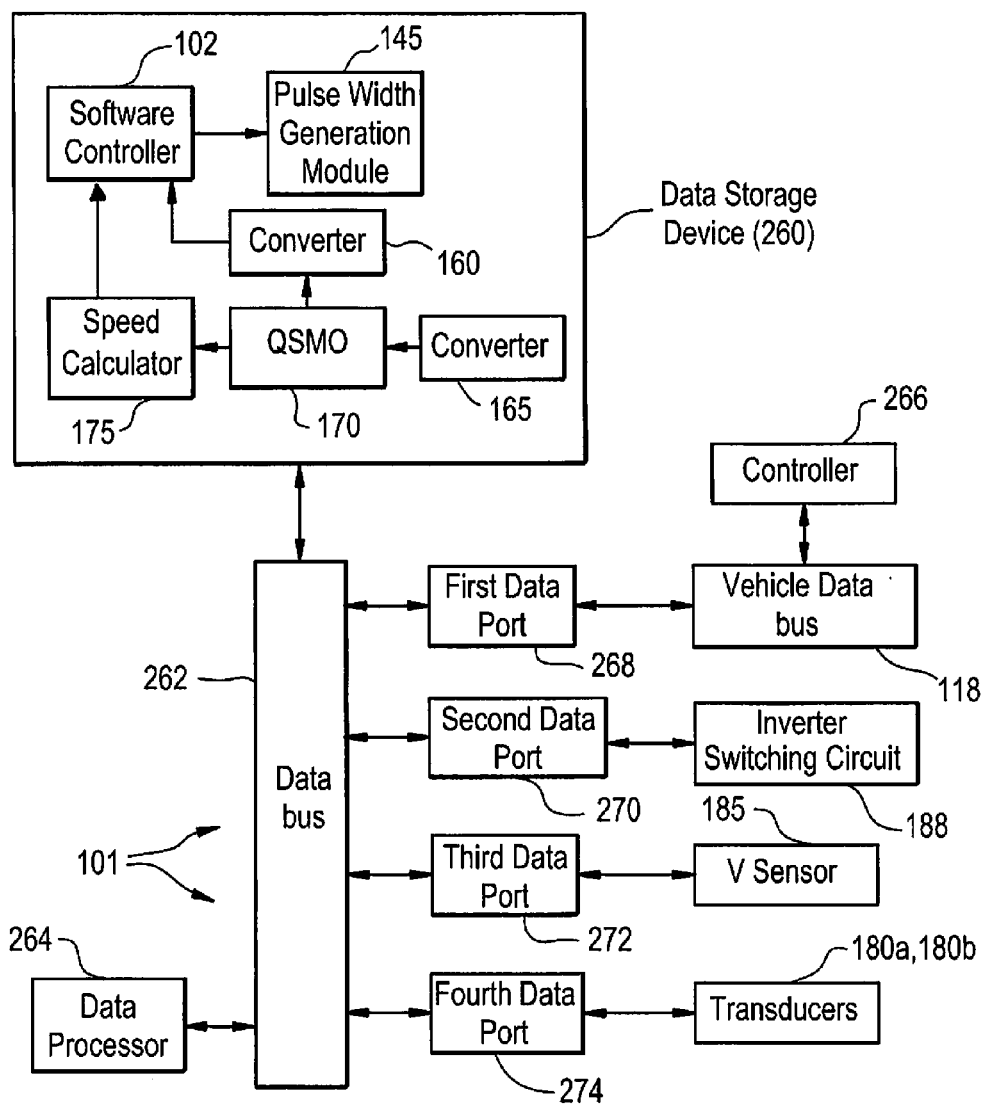 102
145
Software
Controller
Pulse Width
Generation
Module
Data Storage
Device (260)
Converter
160
Speed
Calculator
QSMO
Converter
175
170
165
266
Controller
First Data
Port
Vehicle Data
bus
268
118
262
Second Data
Port
Inverter
Switching Circuit
Data
bus
270
188
185
101
Third Data
Port
V Sensor
272
264
180a,180b
Data
Processor
Fourth Data
Port
Transducers
274